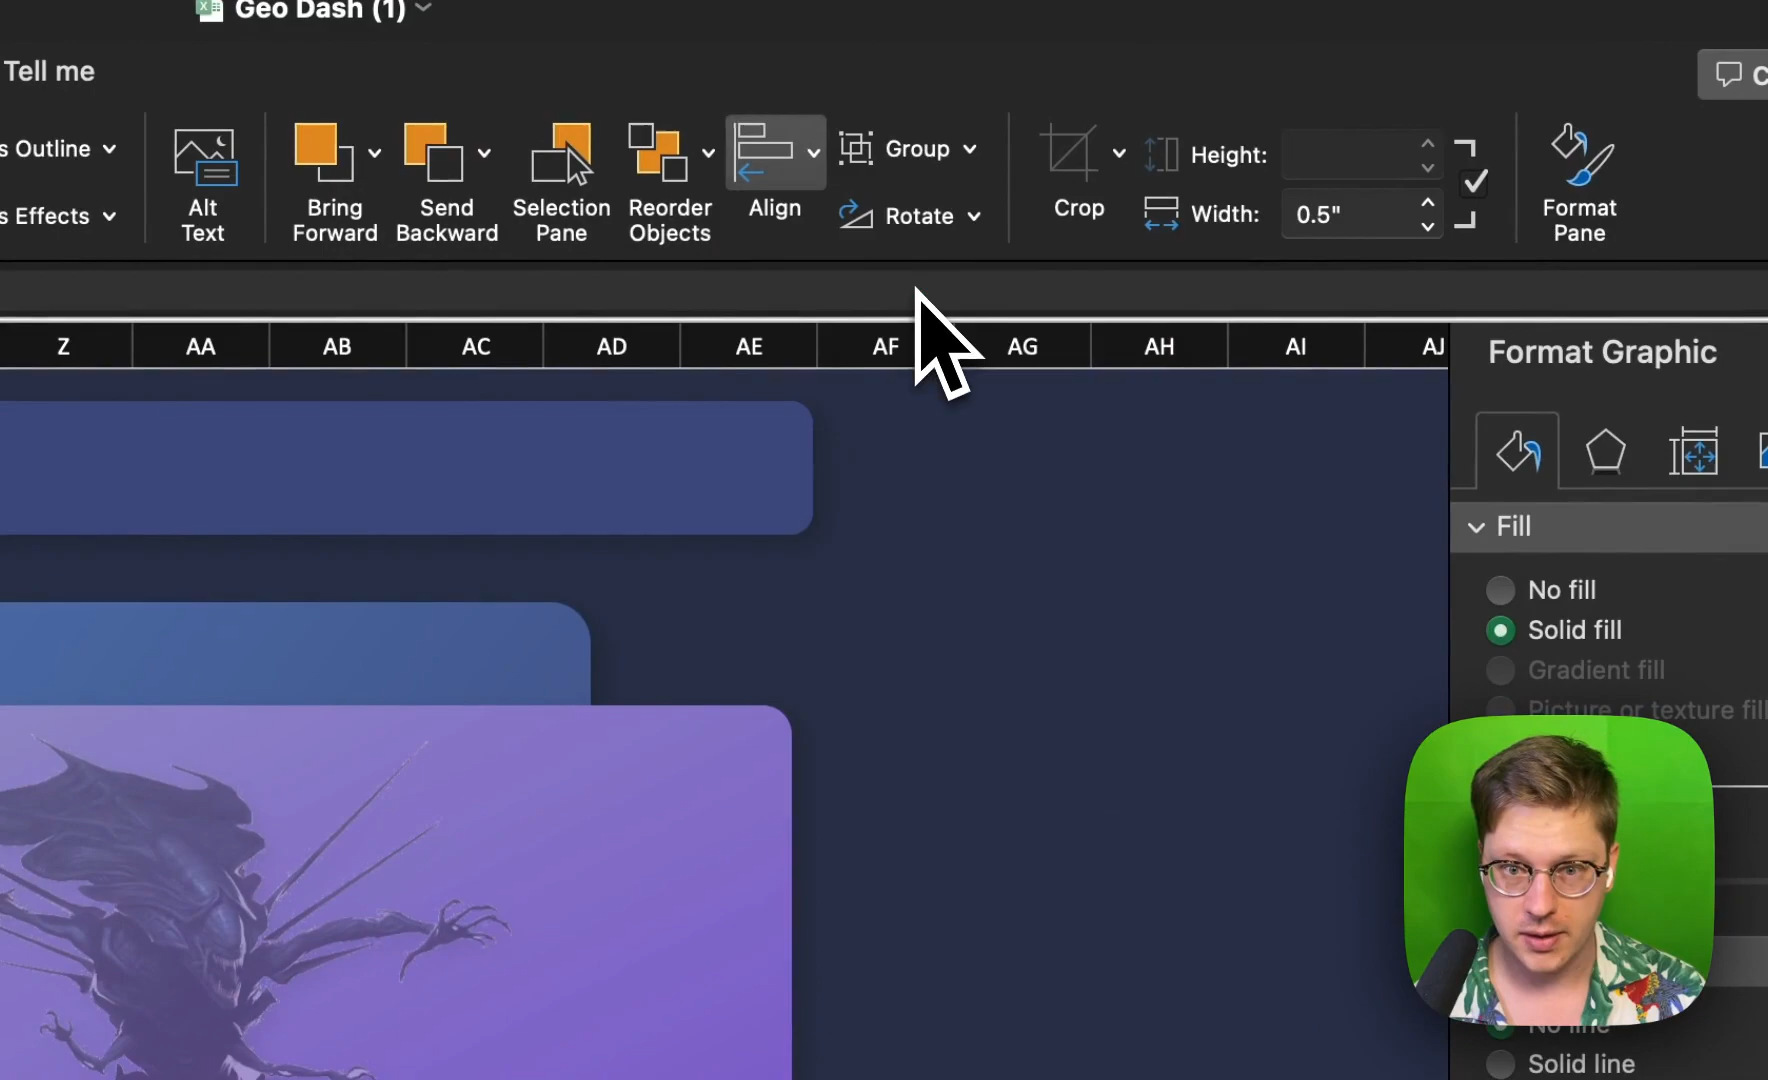 Geo Dash (1)
Tell me
s Outline
s Effects
Alt
Text
Bring
Forward
Send
Backward
Selection
Pane
Reorder
Objects
Align
Group
Rotate
Crop
Height:
Width:
0.5"
Format
Pane
Z AA AB AC AD AE AF AG AH AI AJ
Format Graphic
Fill
No fill
Solid fill
Gradient fill
Picture or texture fill
No line
Solid line